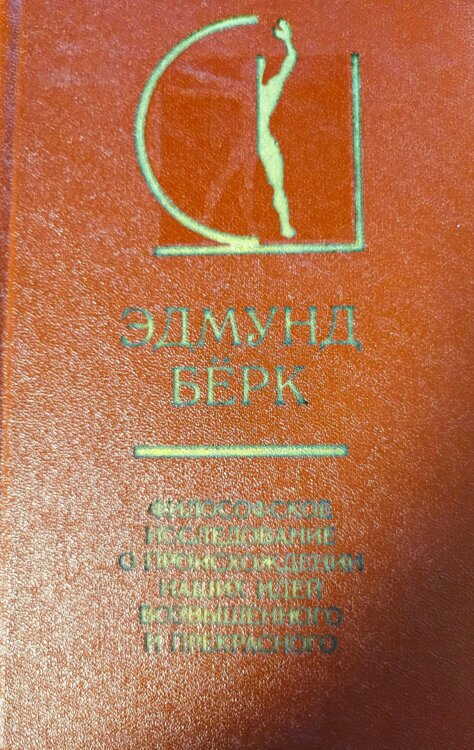 ЭДМУНД
БЁРК
ФИЛОСОФСКОЕ
ИССЛЕДОВАНИЕ
О ПРОИСХОЖДЕНИИ
НАШИХ ИДЕЙ
ВОЗВЫШЕННОГО
И ПРЕКРАСНОГО